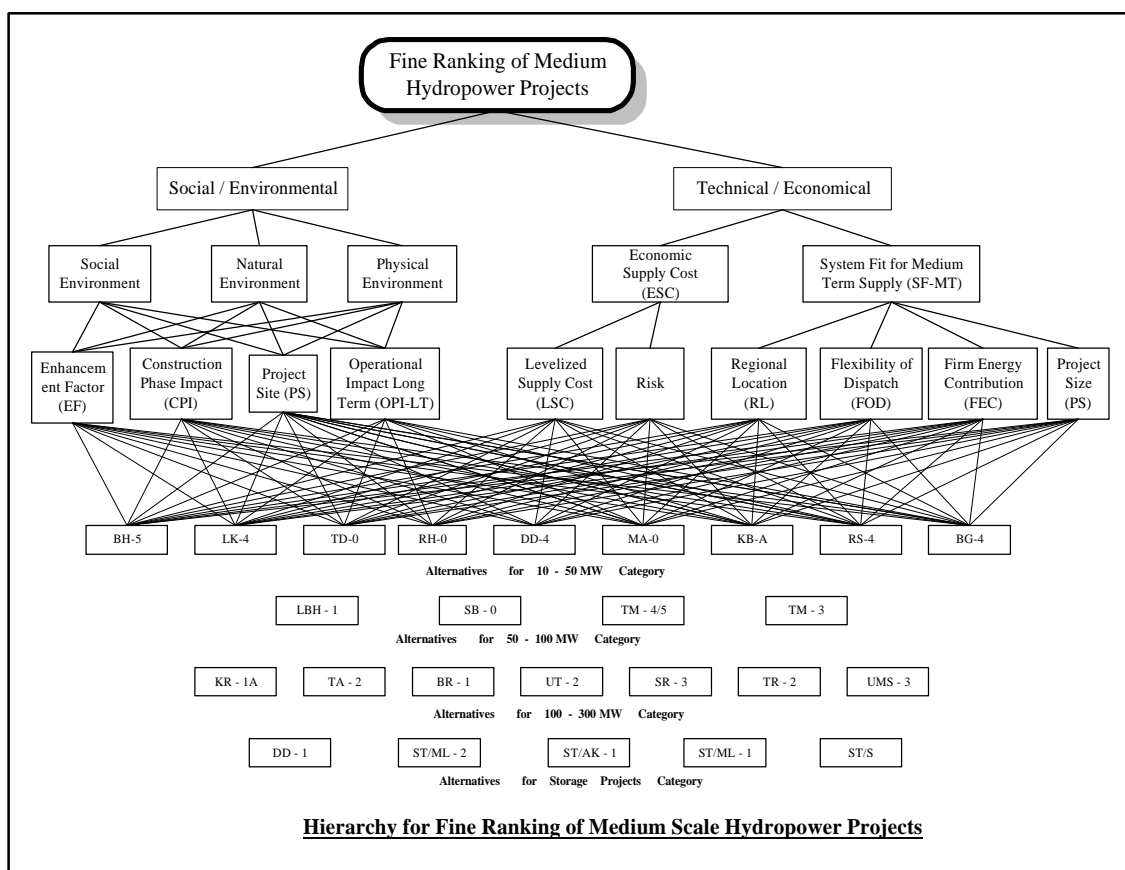 Fine Ranking of Medium
Hydropower Projects
Social / Environmental
Technical / Economical
Social
Environment
Natural
Environment
Physical
Environment
Economic
Supply Cost
(ESC)
System Fit for Medium
Term Supply (SF-MT)
Enhancem
ent Factor
(EF)
Construction
Phase Impact
(CPI)
Project
Site (PS)
Operational
Impact Long
Term (OPI-LT)
Levelized
Supply Cost
(LSC)
Risk
Regional
Location
(RL)
Flexibility of
Dispatch
(FOD)
Firm Energy
Contribution
(FEC)
Project
Size
(PS)
BH-5
LK-4
TD-0
RH-0
DD-4
MA-0
KB-A
RS-4
BG-4
Alternatives for 10 - 50 MW Category
LBH - 1
SB - 0
TM - 4/5
TM - 3
Alternatives for 50 - 100 MW Category
KR - 1A
TA - 2
BR - 1
UT - 2
SR - 3
TR - 2
UMS - 3
Alternatives for 100 - 300 MW Category
DD - 1
ST/ML - 2
ST/AK - 1
ST/ML - 1
ST/S
Alternatives for Storage Projects Category
Hierarchy for Fine Ranking of Medium Scale Hydropower Projects